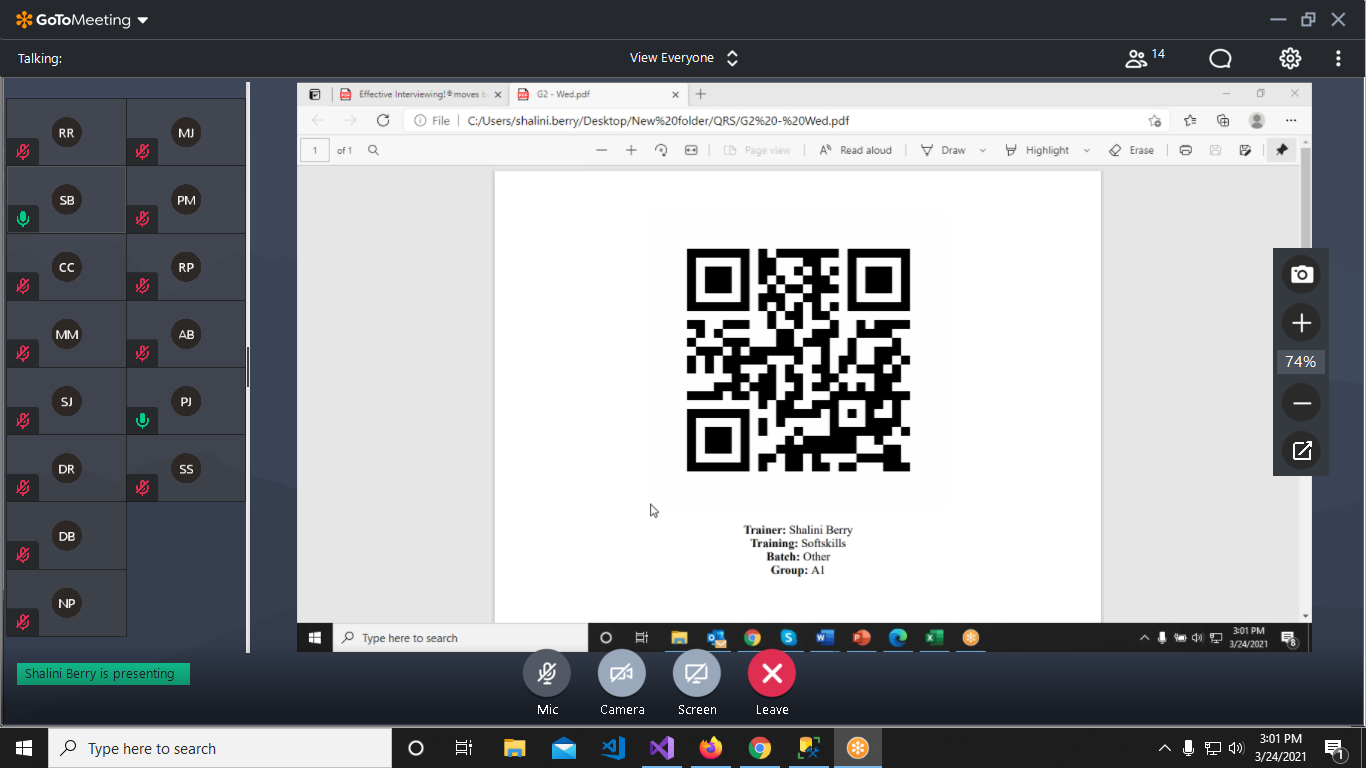 GoToMeeting
Talking:
View Everyone
14
RR
MJ
SB
PM
CC
RP
MM
AB
SJ
PJ
DR
SS
DB
NP
Effective Interviewing!® moves
G2 - Wed.pdf
File
C:/Users/shalini.berry/Desktop/New%20folder/QRS/G2%20-%20Wed.pdf
1 of 1
Page view
Read aloud
Draw
Highlight
Erase
Trainer: Shalini Berry
Training: Softskills
Batch: Other
Group: A1
74%
Type here to search
3:01 PM
3/24/2021
8
Shalini Berry is presenting
Mic
Camera
Screen
Leave
Type here to search
3:01 PM
3/24/2021
1